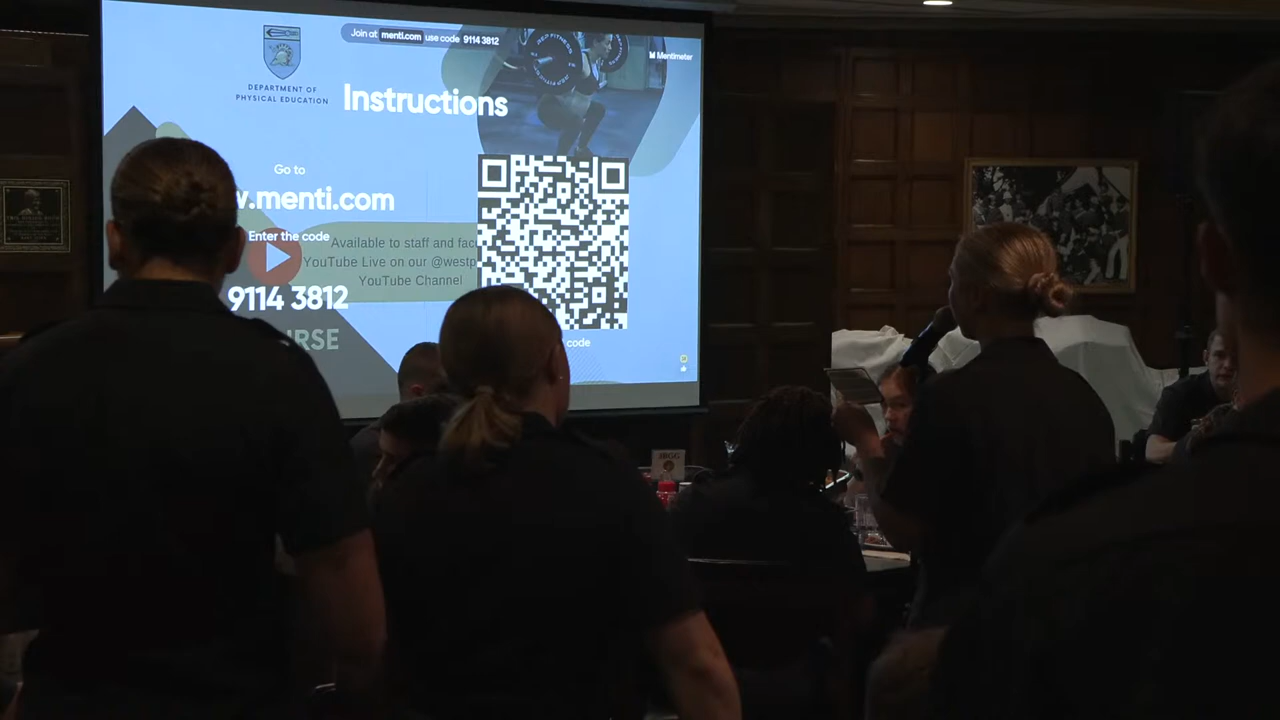 Join at menti.com use code 9114 3812
Mentimeter
DEPARTMENT OF
PHYSICAL EDUCATION
Instructions
Go to
w.menti.com
Enter the code
9114 3812
Available to staff and fac
YouTube Live on our @westp
YouTube Channel
RSE
code